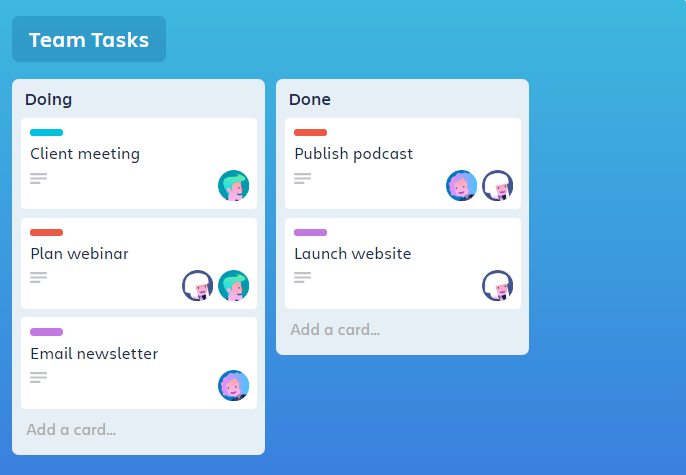 Team Tasks
Doing
Client meeting
Plan webinar
Email newsletter
Add a card...
Done
Publish podcast
Launch website
Add a card...